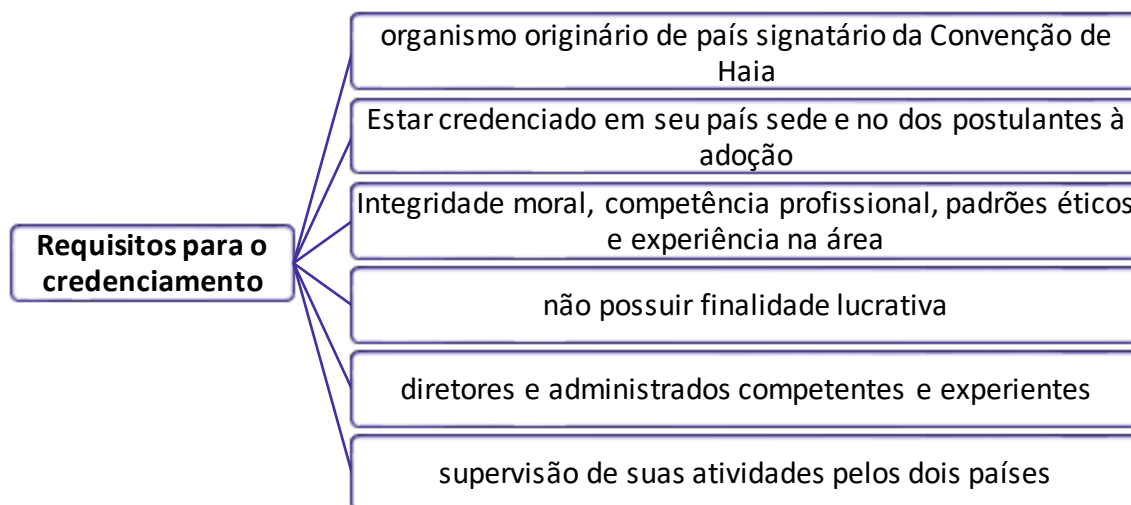 organismo originário de país signatário da Convenção de
Haia
Estar credenciado em seu país sede e no dos postulantes à
adoção
Integridade moral, competência profissional, padrões éticos
e experiência na área
Requisitos para o
credenciamento
não possuir finalidade lucrativa
diretores e administrados competentes e experientes
supervisão de suas atividades pelos dois países